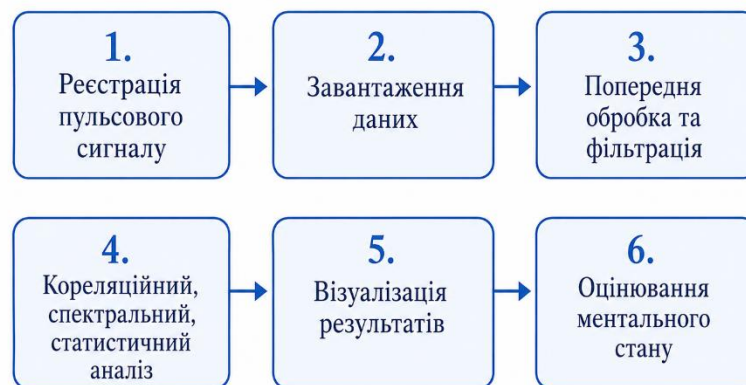 1.
Реєстрація
пульсового
сигналу
2.
Завантаження
даних
3.
Попередня
обробка та
фільтрація
4.
Кореляційний,
спектральний,
статистичний
аналіз
5.
Візуалізація
результатів
6.
Оцінювання
ментального
стану